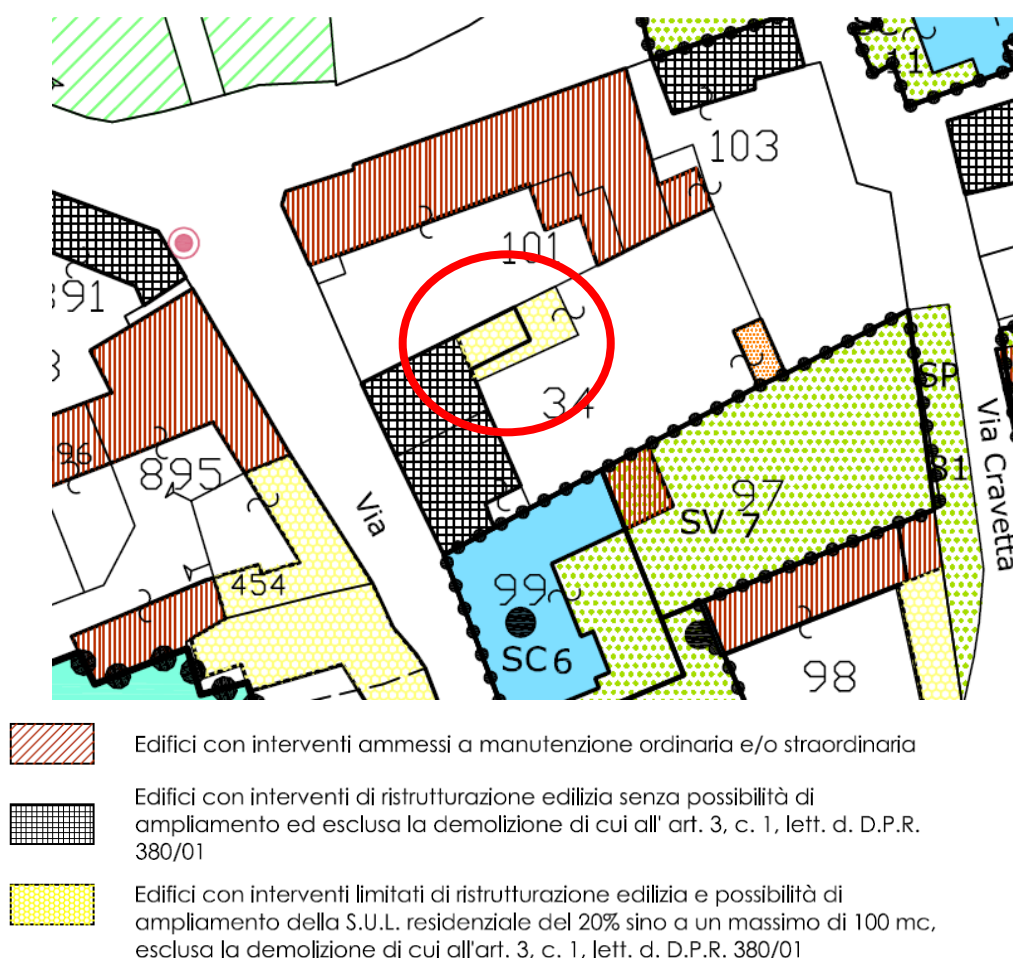 103
101
891
34
SP
S1
Via Cravetta
96
895
Via
97
SV 7
454
99
SC6
98
Edifici con interventi ammessi a manutenzione ordinaria e/o straordinaria
Edifici con interventi di ristrutturazione edilizia senza possibilità di
ampliamento ed esclusa la demolizione di cui all' art. 3, c. 1, lett. d. D.P.R.
380/01
Edifici con interventi limitati di ristrutturazione edilizia e possibilità di
ampliamento della S.U.L. residenziale del 20% sino a un massimo di 100 mc,
esclusa la demolizione di cui all'art. 3, c. 1, lett. d. D.P.R. 380/01